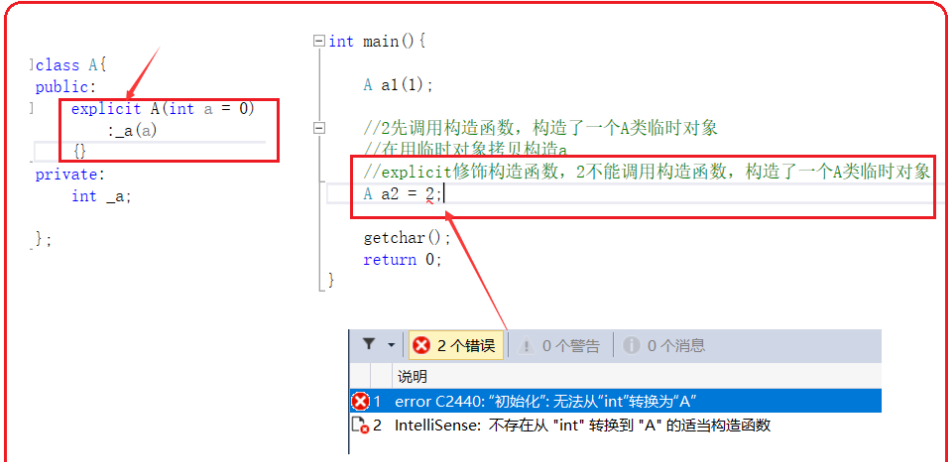 class A{
public:
explicit A(int a = 0)
:_a(a)
{}
private:
int _a;
};
int main(){
A a1(1);
//2先调用构造函数，构造了一个A类临时对象
//在用临时对象拷贝构造a
//explicit修饰构造函数，2不能调用构造函数，构造了一个A类临时对象
A a2 = 2;
getchar();
return 0;
}
2 个错误 0 个警告 0 个消息
说明
1 error C2440: “初始化”: 无法从“int”转换为“A”
2 IntelliSense: 不存在从 "int" 转换到 "A" 的适当构造函数